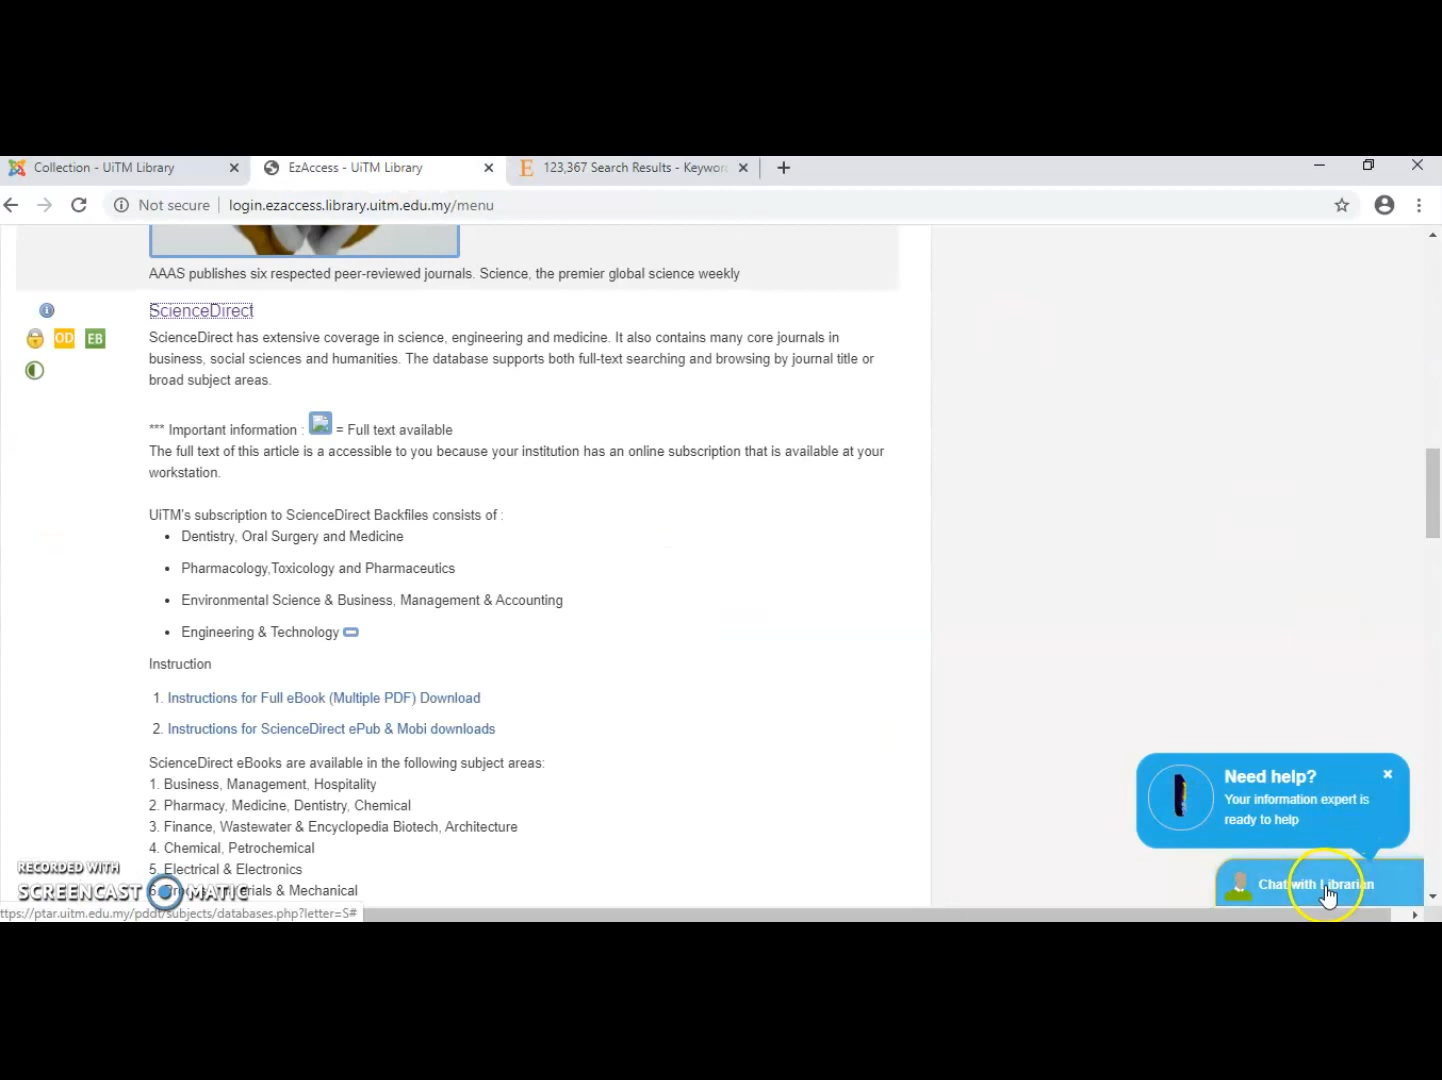 Collection - UiTM Library
EzAccess - UiTM Library
123,367 Search Results - Keywor
Not secure
login.ezaccess.library.uitm.edu.my/menu
AAAS publishes six respected peer-reviewed journals. Science, the premier global science weekly
ScienceDirect
OD
EB
ScienceDirect has extensive coverage in science, engineering and medicine. It also contains many core journals in
business, social sciences and humanities. The database supports both full-text searching and browsing by journal title or
broad subject areas.
*** Important information :
= Full text available
The full text of this article is a accessible to you because your institution has an online subscription that is available at your
workstation.
UiTM's subscription to ScienceDirect Backfiles consists of :
• Dentistry, Oral Surgery and Medicine
• Pharmacology,Toxicology and Pharmaceutics
• Environmental Science & Business, Management & Accounting
• Engineering & Technology
Instruction
1. Instructions for Full eBook (Multiple PDF) Download
2. Instructions for ScienceDirect ePub & Mobi downloads
ScienceDirect eBooks are available in the following subject areas:
1. Business, Management, Hospitality
2. Pharmacy, Medicine, Dentistry, Chemical
3. Finance, Wastewater & Encyclopedia Biotech, Architecture
4. Chemical, Petrochemical
5. Electrical & Electronics
& Mechanical
Need help?
Your information expert is
ready to help
Chat with Librarian
RECORDED WITH
SCREENCAST MATIC
ttps://ptar.uitm.edu.my/pddt/subjects/databases.php?letter=S#